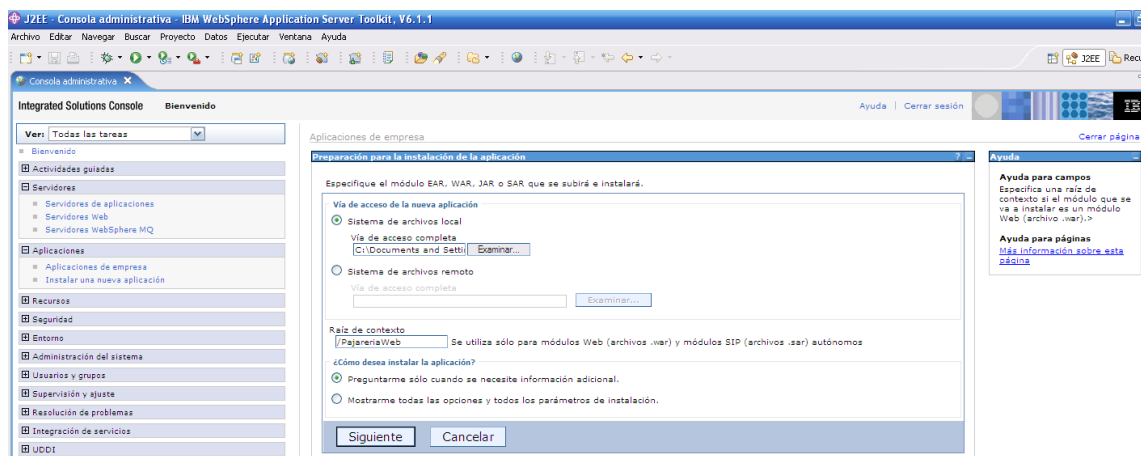 J2EE - Consola administrativa - IBM WebSphere Application Server Toolkit, V6.1.1
Archivo Editar Navegar Buscar Proyecto Datos Ejecutar Ventana Ayuda
J2EE
Consola administrativa
Integrated Solutions Console Bienvenido
Ayuda | Cerrar sesión
Ver: Todas las tareas
Bienvenido
Actividades guiadas
Servidores
Servidores de aplicaciones
Servidores Web
Servidores WebSphere MQ
Aplicaciones
Aplicaciones de empresa
Instalar una nueva aplicación
Recursos
Seguridad
Entorno
Administración del sistema
Usuarios y grupos
Supervisión y ajuste
Resolución de problemas
Integración de servicios
UDDI
Aplicaciones de empresa
Cerrar página
Preparación para la instalación de la aplicación ? -
Especifique el módulo EAR, WAR, JAR o SAR que se subirá e instalará.
Vía de acceso de la nueva aplicación
Sistema de archivos local
Vía de acceso completa
C:\Documents and Setti Examinar...
Sistema de archivos remoto
Vía de acceso completa
Examinar...
Raíz de contexto
/PajareriaWeb Se utiliza sólo para módulos Web (archivos .war) y módulos SIP (archivos .sar) autónomos
¿Cómo desea instalar la aplicación?
Preguntarme sólo cuando se necesite información adicional.
Mostrarme todas las opciones y todos los parámetros de instalación.
Siguiente Cancelar
Ayuda
Ayuda para campos
Especifica una raíz de
contexto si el módulo que se
va a instalar es un módulo
Web (archivo .war).>
Ayuda para páginas
Más información sobre esta
página